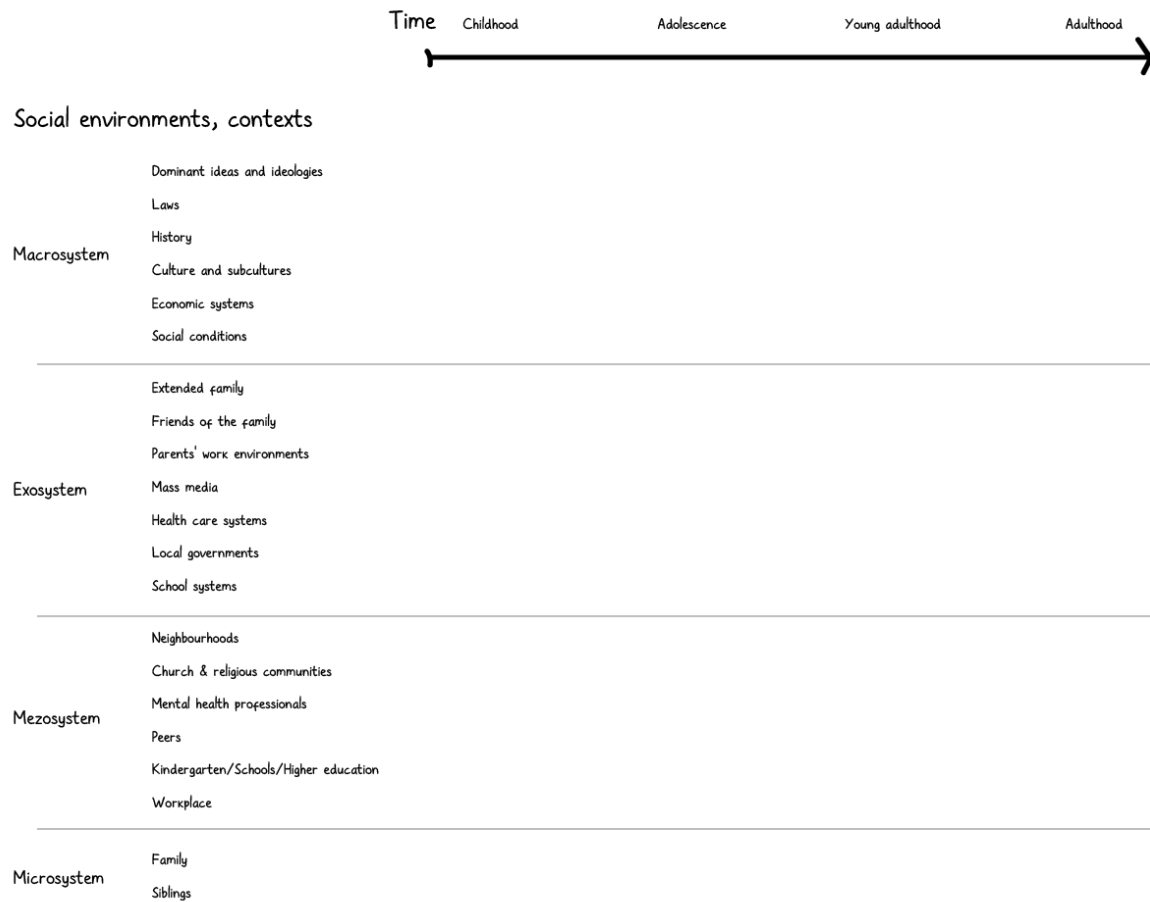 Time Childhood Adolescence Young adulthood Adulthood
Social environments, contexts
Dominant ideas and ideologies
Laws
History
Macrosystem
Culture and subcultures
Economic systems
Social conditions
Extended family
Friends of the family
Parents' work environments
Mass media
Exosystem
Health care systems
Local governments
School systems
Neighbourhoods
Church & religious communities
Mental health professionals
Mezosystem
Peers
Kindergarten/Schools/Higher education
Workplace
Family
Microsystem
Siblings